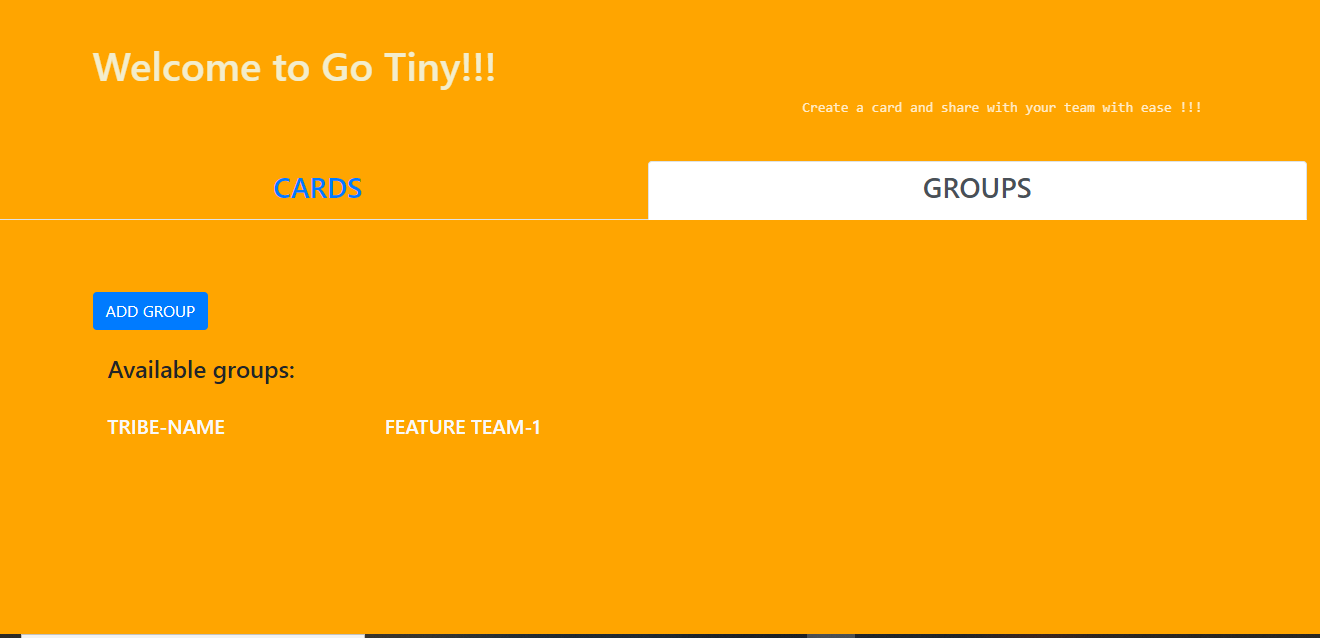 Welcome to Go Tiny!!!
Create a card and share with your team with ease !!!
CARDS
GROUPS
ADD GROUP
Available groups:
TRIBE-NAME
FEATURE TEAM-1